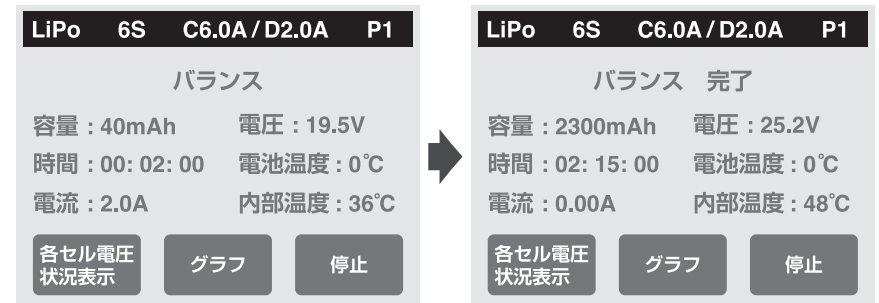 LiPo 6S C6.0A / D2.0A P1
バランス
容量 : 40mAh 電圧 : 19.5V
時間 : 00: 02: 00 電池温度 : 0℃
電流 : 2.0A 内部温度 : 36℃
各セル電圧
状況表示
グラフ
停止
LiPo 6S C6.0A / D2.0A P1
バランス 完了
容量 : 2300mAh 電圧 : 25.2V
時間 : 02: 15: 00 電池温度 : 0℃
電流 : 0.00A 内部温度 : 48℃
各セル電圧
状況表示
グラフ
停止